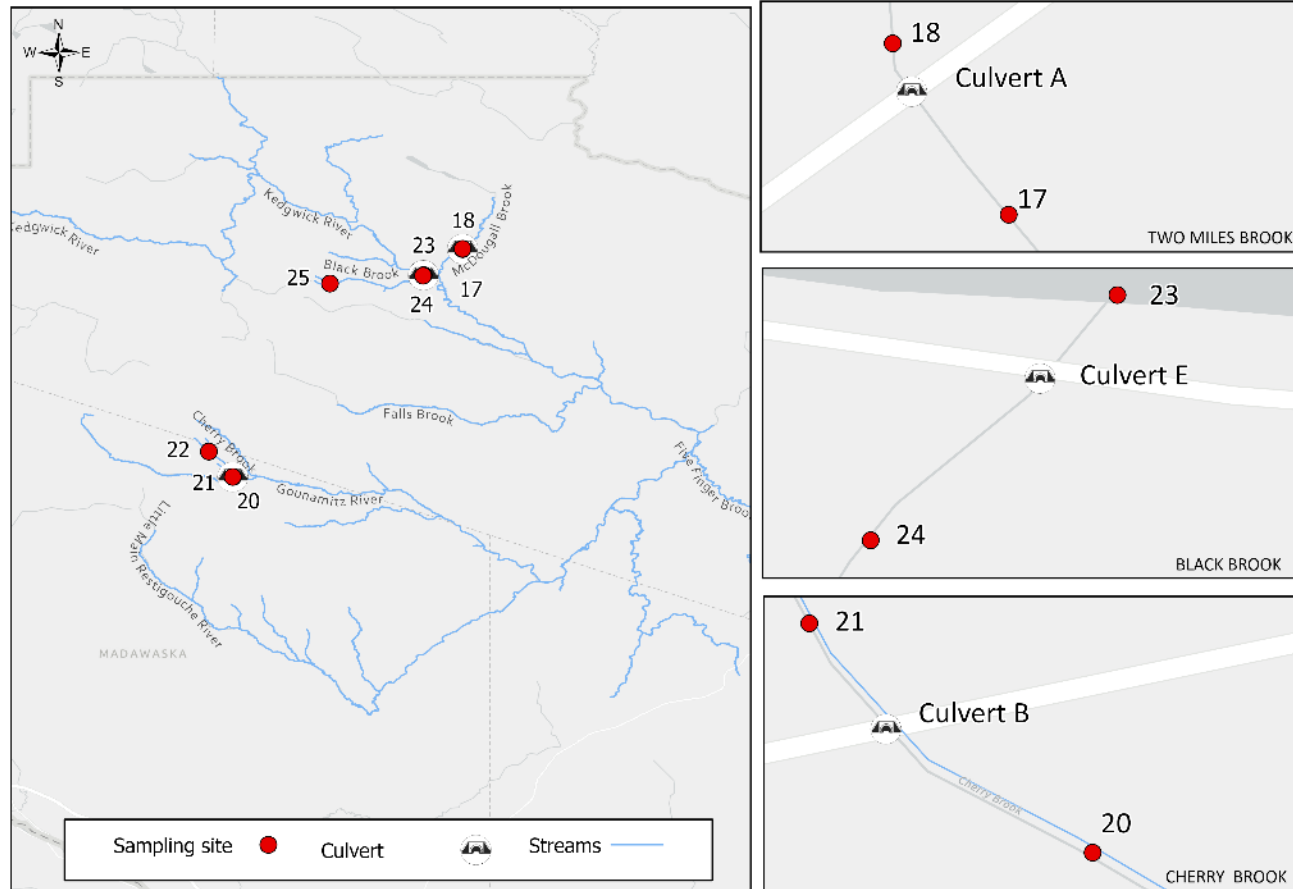 N
W E
S
Kedgwick River
Kedgwick River
McDougall Brook
18
23
Black Brook
25
24
17
Falls Brook
Cherry Brook
22
21
20
Gounamitz River
Five Finger Brook
Little Main Restigouche River
MADAWASKA
Sampling site Culvert Streams
18
Culvert A
17
TWO MILES BROOK
23
Culvert E
24
BLACK BROOK
21
Culvert B
Cherry Brook
20
CHERRY BROOK